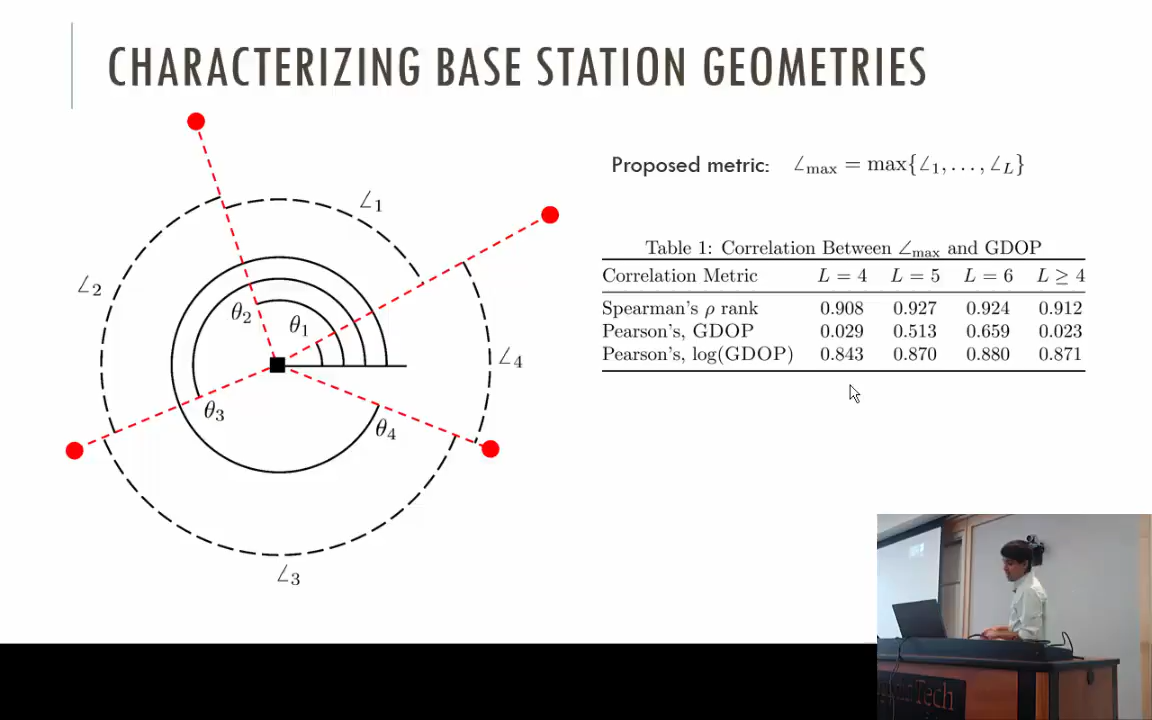 CHARACTERIZING BASE STATION GEOMETRIES
Proposed metric: ∠max = max{∠1, . . . , ∠L}
Table 1: Correlation Between ∠max and GDOP
Correlation Metric L = 4 L = 5 L = 6 L ≥ 4
Spearman's ρ rank 0.908 0.927 0.924 0.912
Pearson's, GDOP 0.029 0.513 0.659 0.023
Pearson's, log(GDOP) 0.843 0.870 0.880 0.871
∠1
∠2
θ2
θ1
∠4
θ3
θ4
∠3
Tech